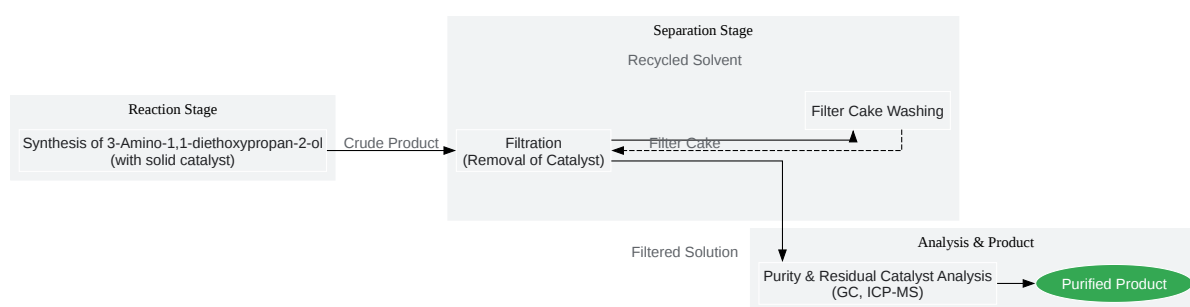 Separation Stage
Recycled Solvent
Reaction Stage
Filter Cake Washing
Synthesis of 3-Amino-1,1-diethoxypropan-2-ol
(with solid catalyst)
Crude Product
Filtration
(Removal of Catalyst)
Filter Cake
Analysis & Product
Filtered Solution
Purity & Residual Catalyst Analysis
(GC, ICP-MS)
Purified Product